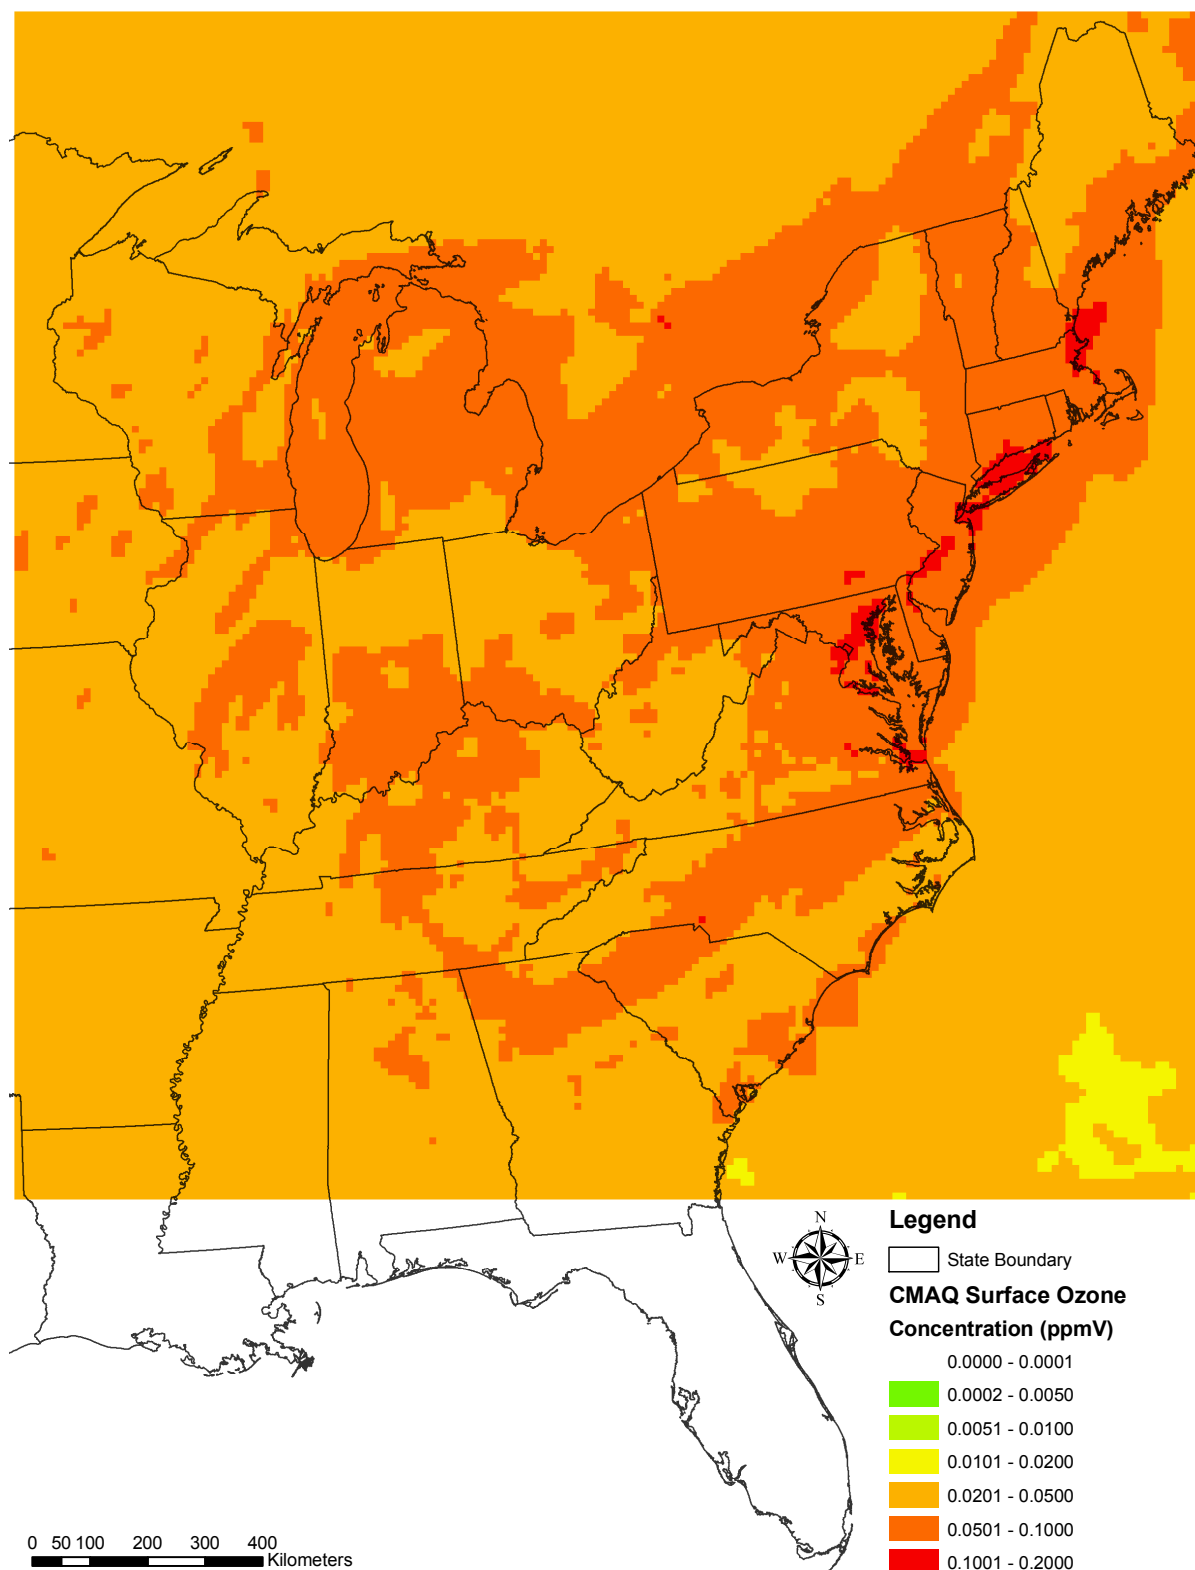 N
W E
S
Legend
State Boundary
CMAQ Surface Ozone
Concentration (ppmV)
0.0000 - 0.0001
0.0002 - 0.0050
0.0051 - 0.0100
0.0101 - 0.0200
0.0201 - 0.0500
0.0501 - 0.1000
0.1001 - 0.2000
0 50 100 200 300 400
Kilometers